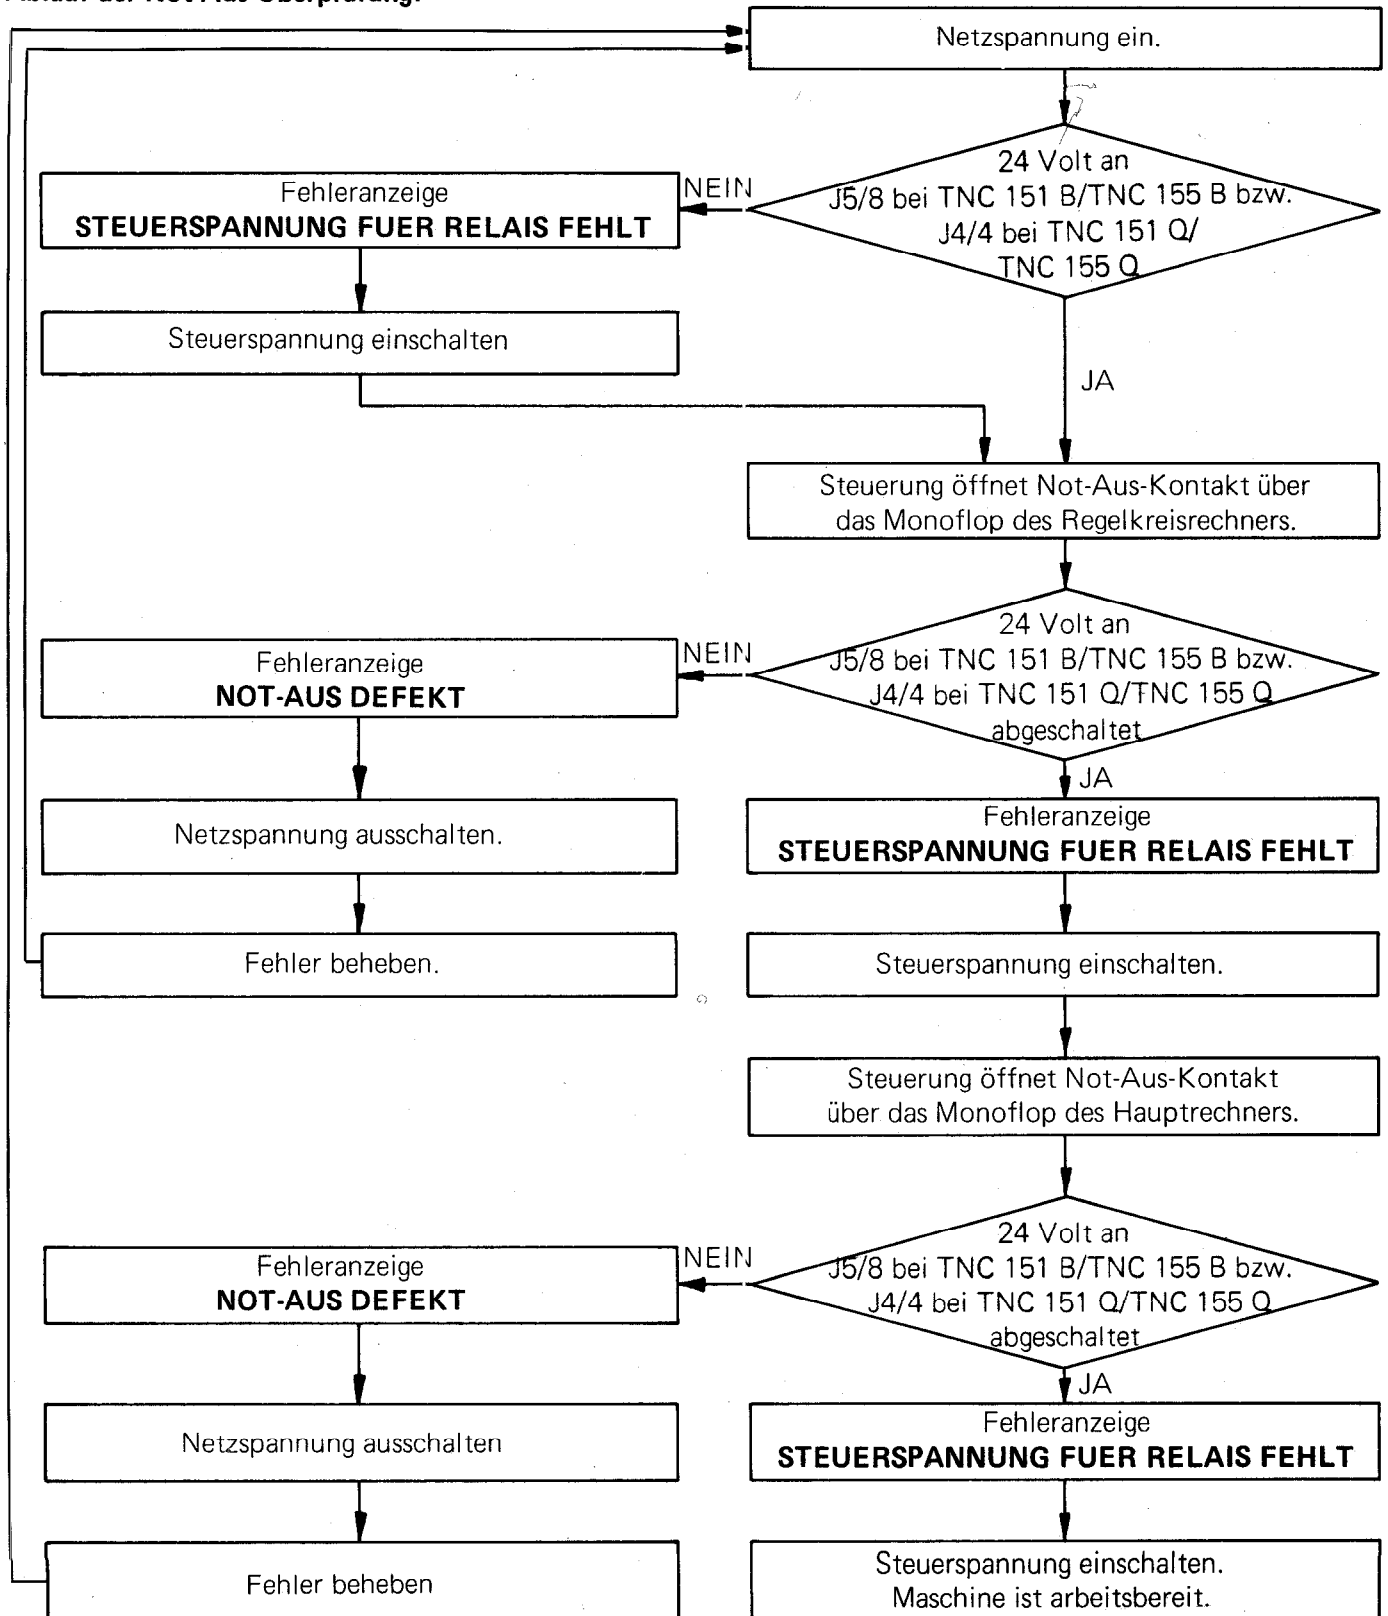 Ablauf der Not-Aus-Überprüfung:
Netzspannung ein.
24 Volt an
J5/8 bei TNC 151 B/TNC 155 B bzw.
J4/4 bei TNC 151 Q/
TNC 155 Q
NEIN
Fehleranzeige
STEUERSPANNUNG FUER RELAIS FEHLT
Steuerspannung einschalten
JA
Steuerung öffnet Not-Aus-Kontakt über
das Monoflop des Regelkreisrechners.
24 Volt an
J5/8 bei TNC 151 B/TNC 155 B bzw.
J4/4 bei TNC 151 Q/TNC 155 Q
abgeschaltet
NEIN
Fehleranzeige
NOT-AUS DEFEKT
Netzspannung ausschalten.
Fehler beheben.
JA
Fehleranzeige
STEUERSPANNUNG FUER RELAIS FEHLT
Steuerspannung einschalten.
Steuerung öffnet Not-Aus-Kontakt
über das Monoflop des Hauptrechners.
24 Volt an
J5/8 bei TNC 151 B/TNC 155 B bzw.
J4/4 bei TNC 151 Q/TNC 155 Q
abgeschaltet
NEIN
Fehleranzeige
NOT-AUS DEFEKT
Netzspannung ausschalten
Fehler beheben
JA
Fehleranzeige
STEUERSPANNUNG FUER RELAIS FEHLT
Steuerspannung einschalten.
Maschine ist arbeitsbereit.